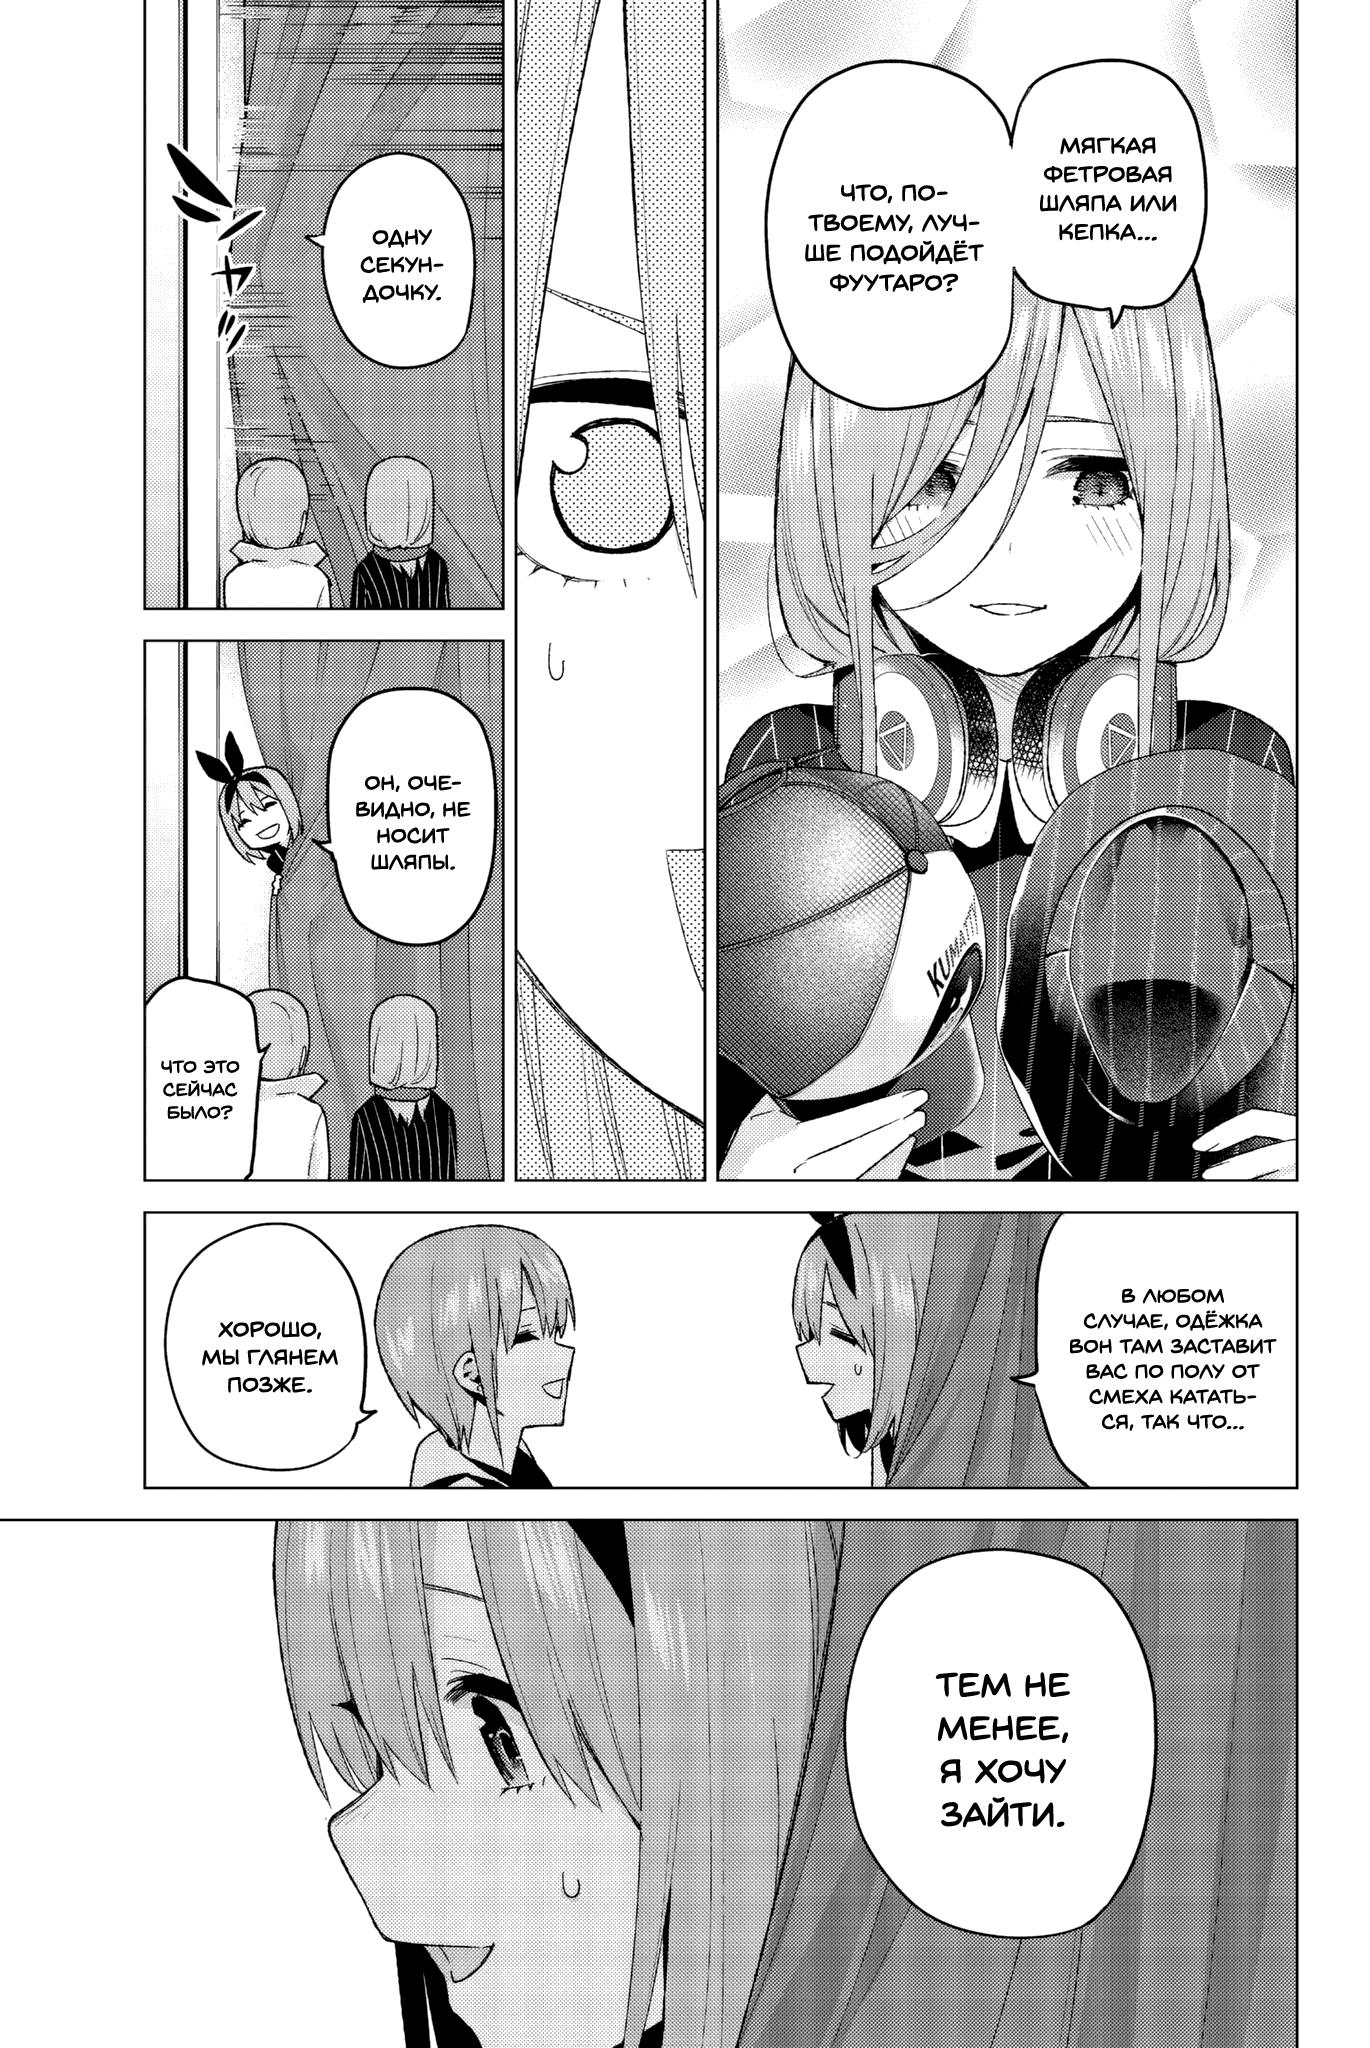 МЯГКАЯ
ФЕТРОВАЯ
ШЛЯПА ИЛИ
КЕПКА...
ЧТО, ПО-
ТВОЕМУ, ЛУЧ-
ШЕ ПОДОЙДЁТ
ФУУТАРО?
ОДНУ
СЕКУН-
ДОЧКУ.
ОН, ОЧЕ-
ВИДНО, НЕ
НОСИТ
ШЛЯПЫ.
ЧТО ЭТО
СЕЙЧАС
БЫЛО?
В ЛЮБОМ
СЛУЧАЕ, ОДЁЖКА
ВОН ТАМ ЗАСТАВИТ
ВАС ПО ПОЛУ ОТ
СМЕХА КАТАТЬ-
СЯ, ТАК ЧТО...
ХОРОШО,
МЫ ГЛЯНЕМ
ПОЗЖЕ.
ТЕМ НЕ
МЕНЕЕ,
Я ХОЧУ
ЗАЙТИ.